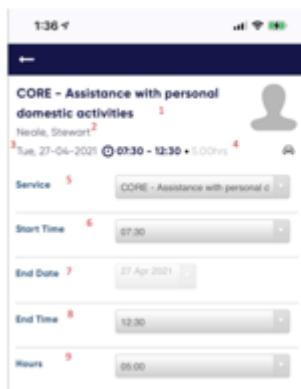 1:36
CORE - Assistance with personal
domestic activities 1
Neale, Stewart 2
3 Tue, 27-04-2021 07:30 - 12:30 • 5.00hrs 4
Service 5 CORE - Assistance with personal d
Start Time 6 07:30
End Date 7 27 Apr 2021
End Time 8 12:30
Hours 9 05:00